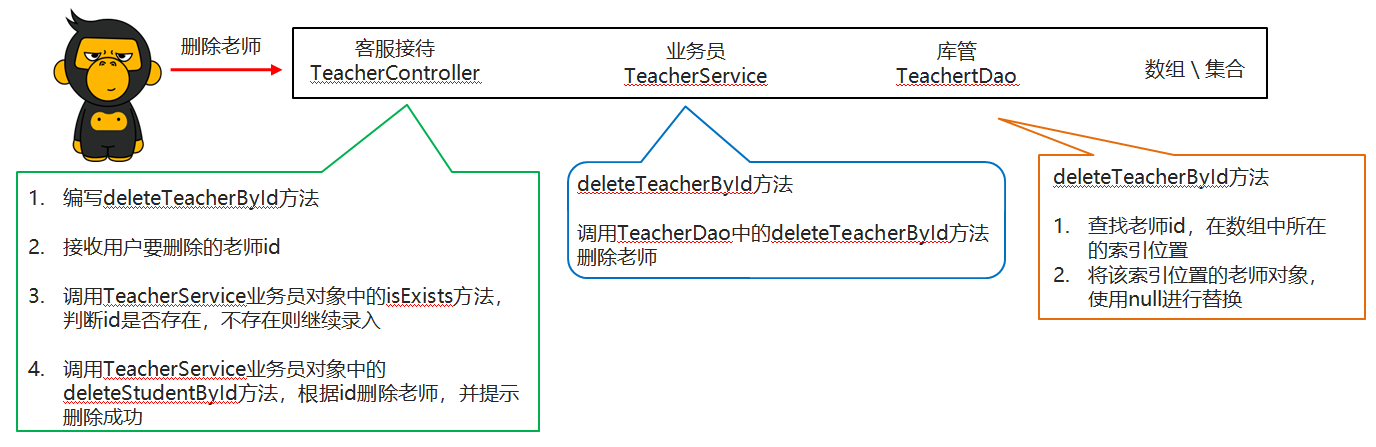 删除老师
客服接待
TeacherController
业务员
TeacherService
库管
TeachertDao
数组 \ 集合
1. 编写deleteTeacherById方法
2. 接收用户要删除的老师id
3. 调用TeacherService业务员对象中的isExists方法,
判断id是否存在，不存在则继续录入
4. 调用TeacherService业务员对象中的
deleteStudentById方法，根据id删除老师，并提示
删除成功
deleteTeacherById方法
调用TeacherDao中的deleteTeacherById方法
删除老师
deleteTeacherById方法
1. 查找老师id，在数组中所在
的索引位置
2. 将该索引位置的老师对象，
使用null进行替换